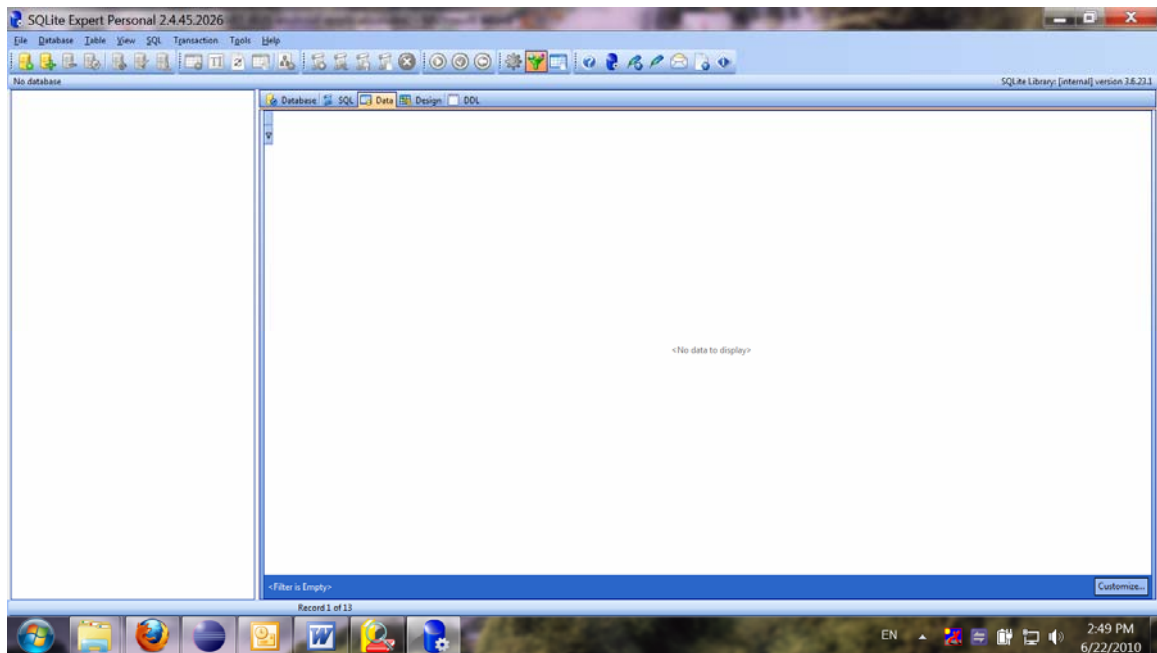 SQLite Expert Personal 2.4.45.2026
File Database Table View SQL Transaction Tools Help
No database
SQLite Library: [internal] version 3.6.23.1
Database SQL Data Design DDL
<No data to display>
<Filter is Empty>
Customize...
Record 1 of 13
EN
2:49 PM
6/22/2010